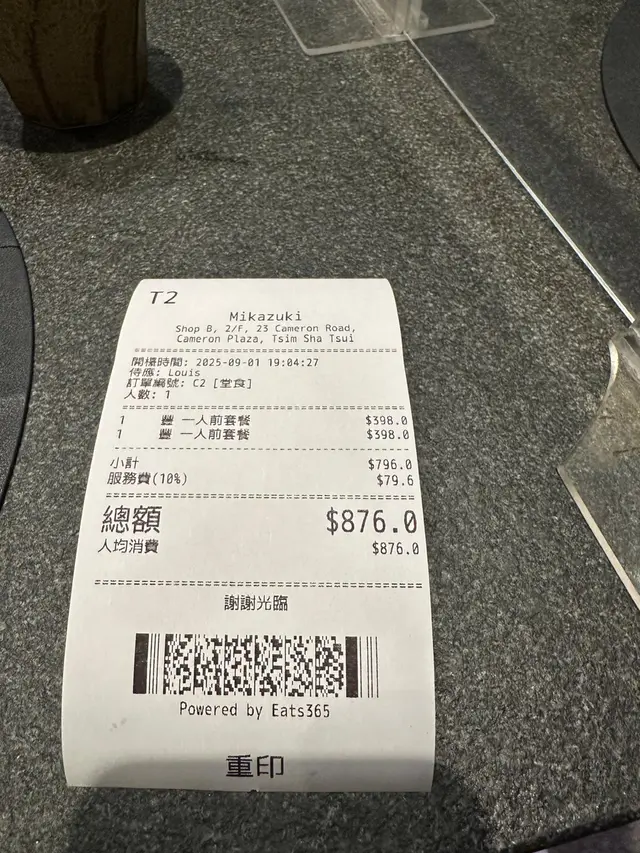 T2
Mikazuki
Shop B, 2/F, 23 Cameron Road,
Cameron Plaza, Tsim Sha Tsui
開檯時間: 2025-09-01 19:04:27
侍應: Louis
訂單編號: C2 [堂食]
人數: 1
1 豐 一人前套餐 $398.0
1 豐 一人前套餐 $398.0
小計 $796.0
服務費(10%) $79.6
總額 $876.0
人均消費 $876.0
謝謝光臨
Powered by Eats365
重印